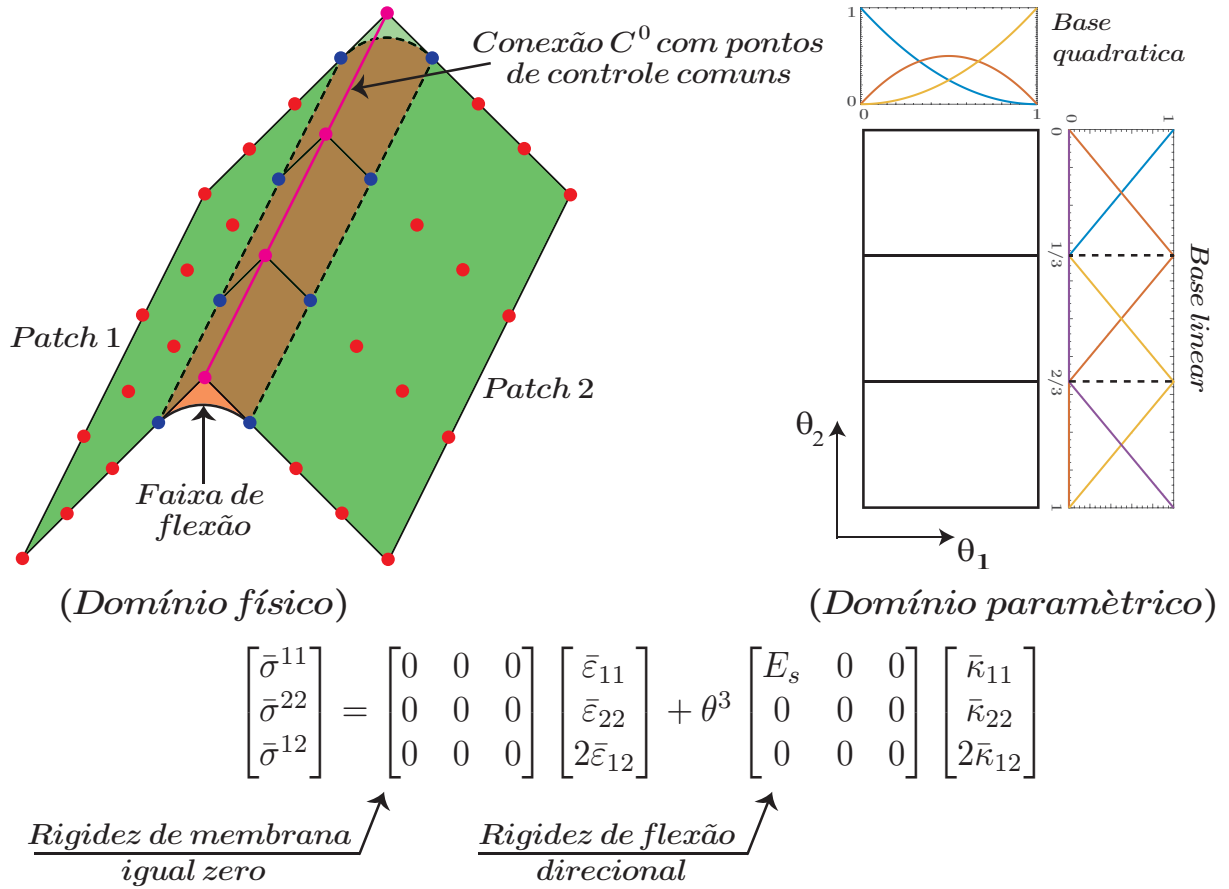 Conexão C⁰ com pontos
de controle comuns
Patch 1
Patch 2
Faixa de
flexão
(Domínio físico)
Base
quadratica
1
0
0
1
0
1
0
1/3
2/3
1
Base linear
θ₂
θ₁
(Domínio paramètrico)
[σ̄¹¹ σ̄²² σ̄¹²] = [0 0 0; 0 0 0; 0 0 0] [ε̄₁₁ ε̄₂₂ 2ε̄₁₂] + θ³ [E_s 0 0; 0 0 0; 0 0 0] [κ̄₁₁ κ̄₂₂ 2κ̄₁₂]
Rigidez de membrana
igual zero
Rigidez de flexão
direcional